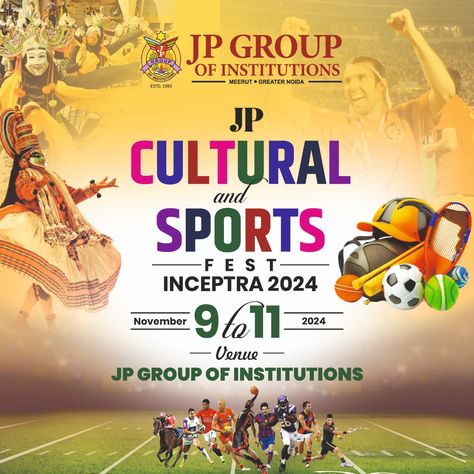 JP GROUP
OF INSTITUTIONS
MEERUT • GREATER NOIDA
ESTD. 1993
JP
CULTURAL
and
SPORTS
FEST
INCEPTRA 2024
November 9 to 11 2024
Venue
JP GROUP OF INSTITUTIONS